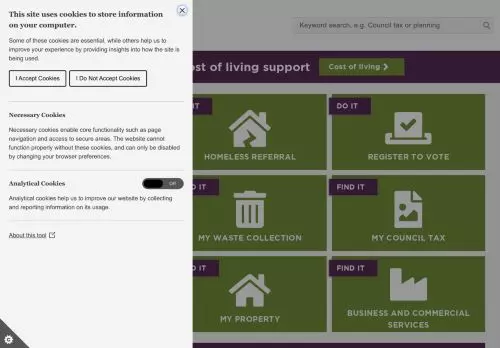 This site uses cookies to store information
on your computer.
Some of these cookies are essential, while others help us to
improve your experience by providing insights into how the site is
being used.
I Accept Cookies
I Do Not Accept Cookies
Necessary Cookies
Necessary cookies enable core functionality such as page
navigation and access to secure areas. The website cannot
function properly without these cookies, and can only be disabled
by changing your browser preferences.
Analytical Cookies
Off
Analytical cookies help us to improve our website by collecting
and reporting information on its usage.
About this tool
Keyword search, e.g. Council tax or planning
st of living support
Cost of living
IT
HOMELESS REFERRAL
DO IT
REGISTER TO VOTE
D IT
MY WASTE COLLECTION
FIND IT
MY COUNCIL TAX
D IT
MY PROPERTY
FIND IT
BUSINESS AND COMMERCIAL
SERVICES